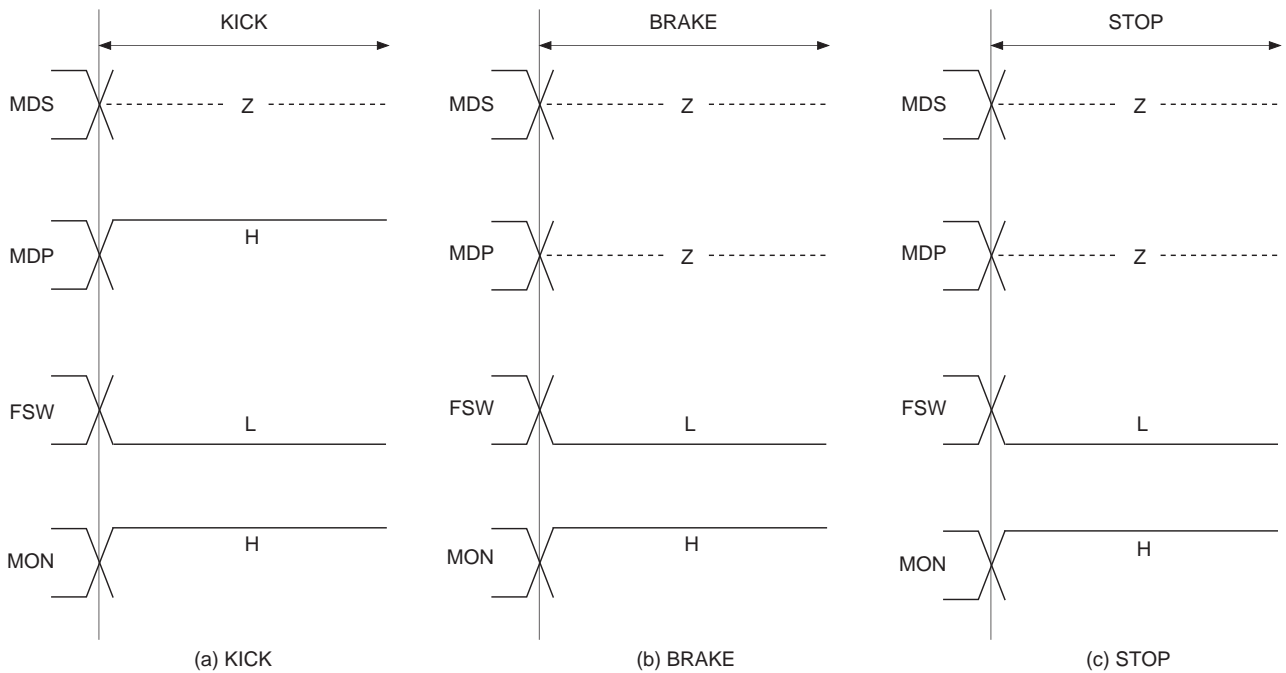 KICK
MDS
Z
MDP
H
FSW
L
MON
H
(a) KICK
BRAKE
MDS
Z
MDP
Z
FSW
L
MON
H
(b) BRAKE
STOP
MDS
Z
MDP
Z
FSW
L
MON
H
(c) STOP